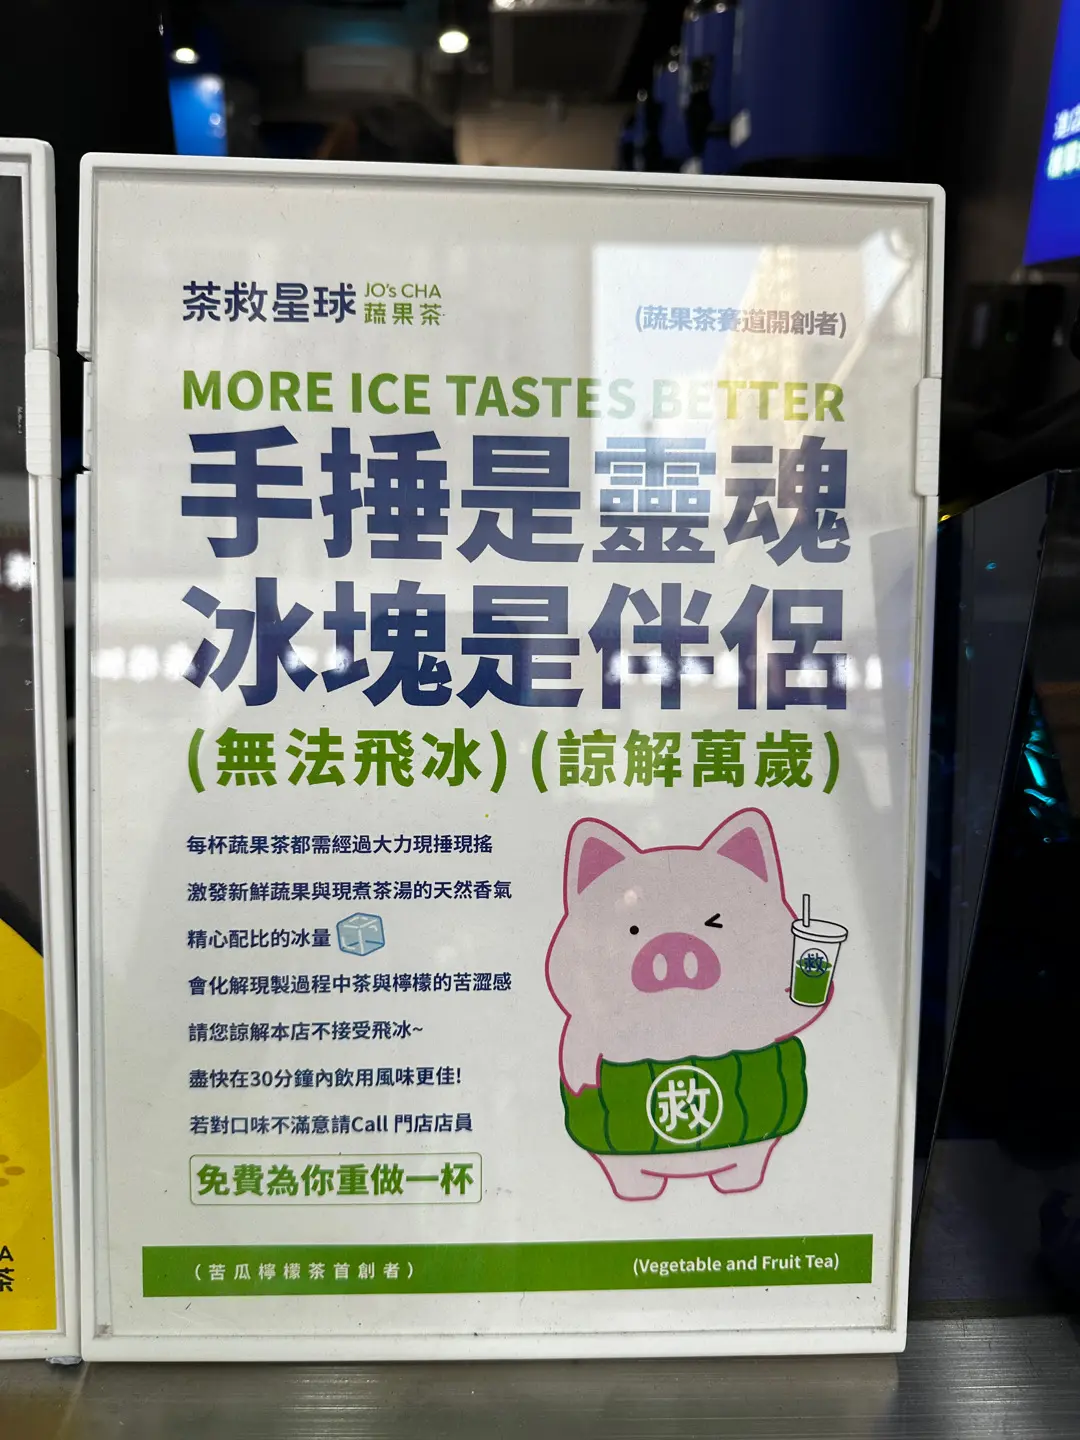 茶救星球 JO's CHA
蔬果茶
(蔬果茶賽道開創者)
MORE ICE TASTES BETTER
手捶是靈魂
冰塊是伴侶
(無法飛冰) (諒解萬歲)
每杯蔬果茶都需經過大力現捶現搖
激發新鮮蔬果與現煮茶湯的天然香氣
精心配比的冰量
會化解現製過程中茶與檸檬的苦澀感
請您諒解本店不接受飛冰~
盡快在30分鐘內飲用風味更佳!
若對口味不滿意請Call 門店店員
免費為你重做一杯
救
救
(苦瓜檸檬茶首創者)
(Vegetable and Fruit Tea)
A
茶